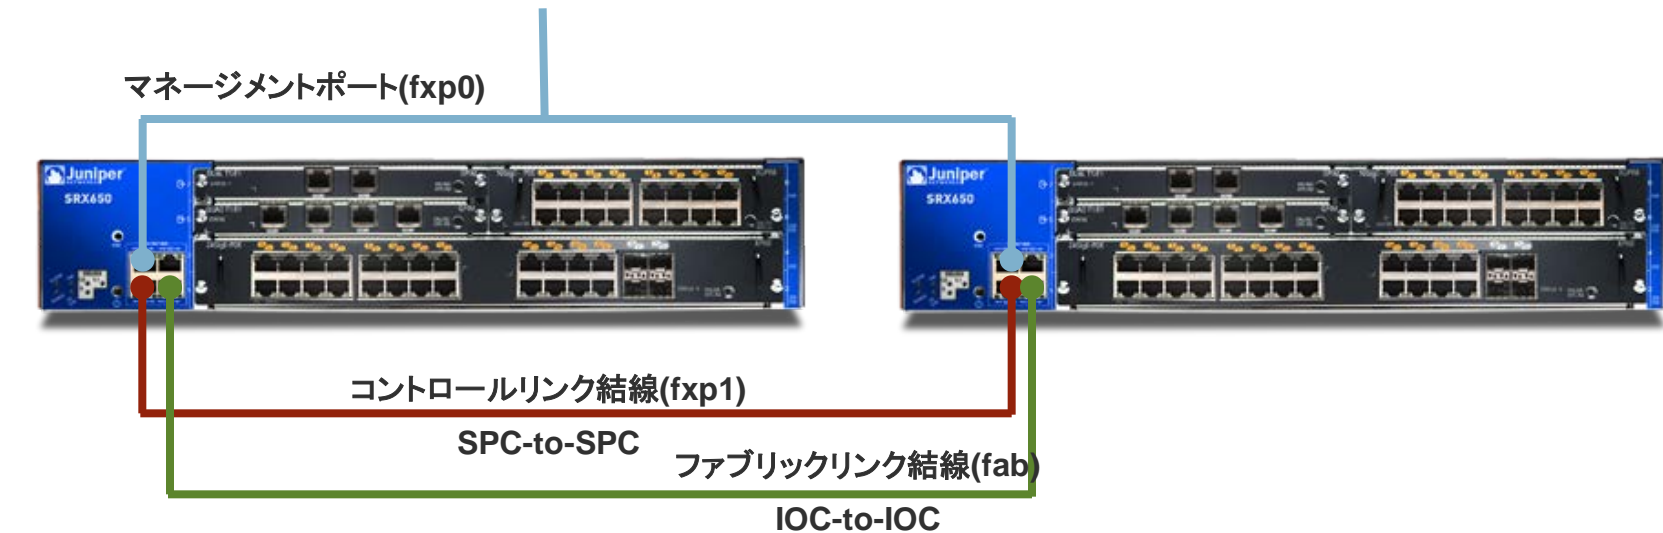 マネージメントポート(fxp0)
Juniper
NETWORKS
SRX650
Juniper
NETWORKS
SRX650
コントロールリンク結線(fxp1)
SPC-to-SPC
ファブリックリンク結線(fab)
IOC-to-IOC